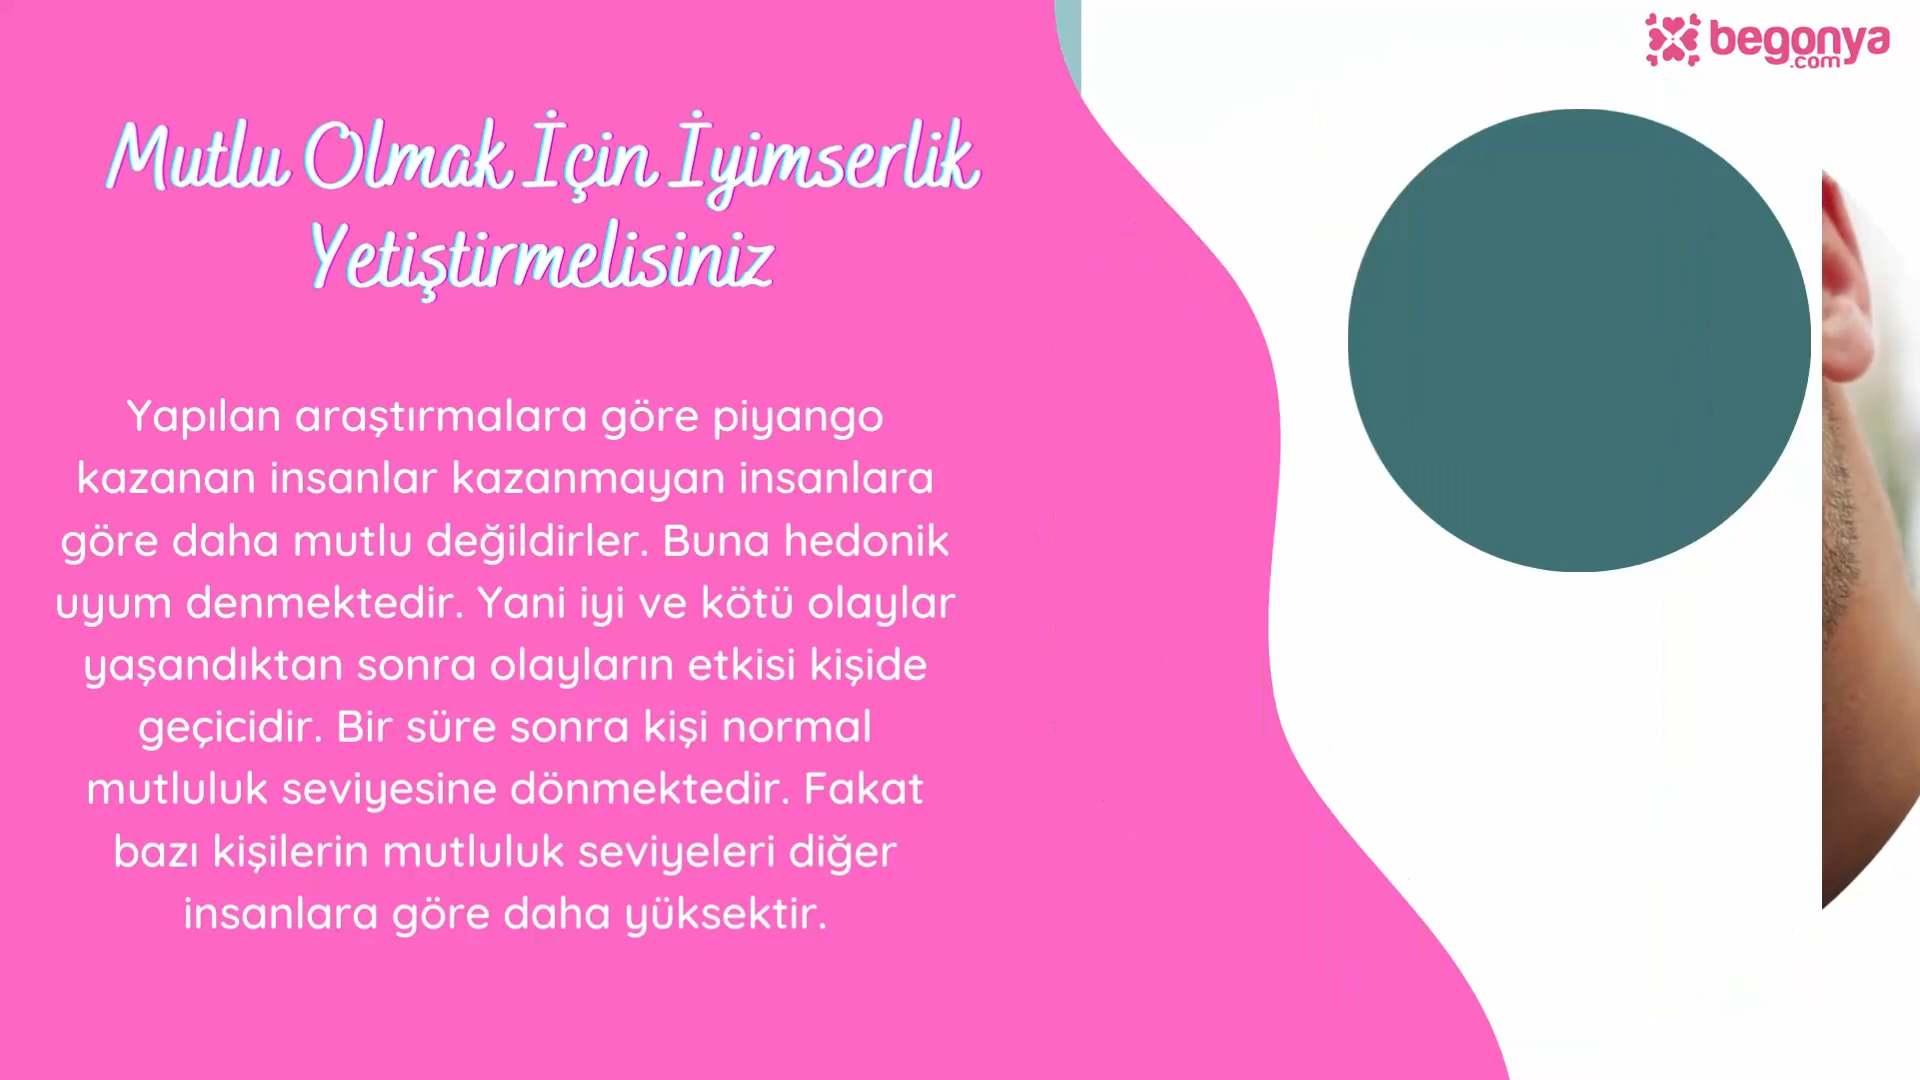 begonya
.com
Mutlu Olmak İçin İyimserlik
Yetiştirmelisiniz
Yapılan araştırmalara göre piyango
kazanan insanlar kazanmayan insanlara
göre daha mutlu değildirler. Buna hedonik
uyum denmektedir. Yani iyi ve kötü olaylar
yaşandıktan sonra olayların etkisi kişide
geçicidir. Bir süre sonra kişi normal
mutluluk seviyesine dönmektedir. Fakat
bazı kişilerin mutluluk seviyeleri diğer
insanlara göre daha yüksektir.